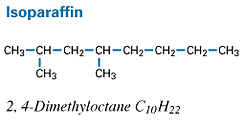 Isoparaffin
CH₃–CH–CH₂–CH–CH₂–CH₂–CH₂–CH₃
CH₃ CH₃
2, 4-Dimethyloctane C₁₀H₂₂